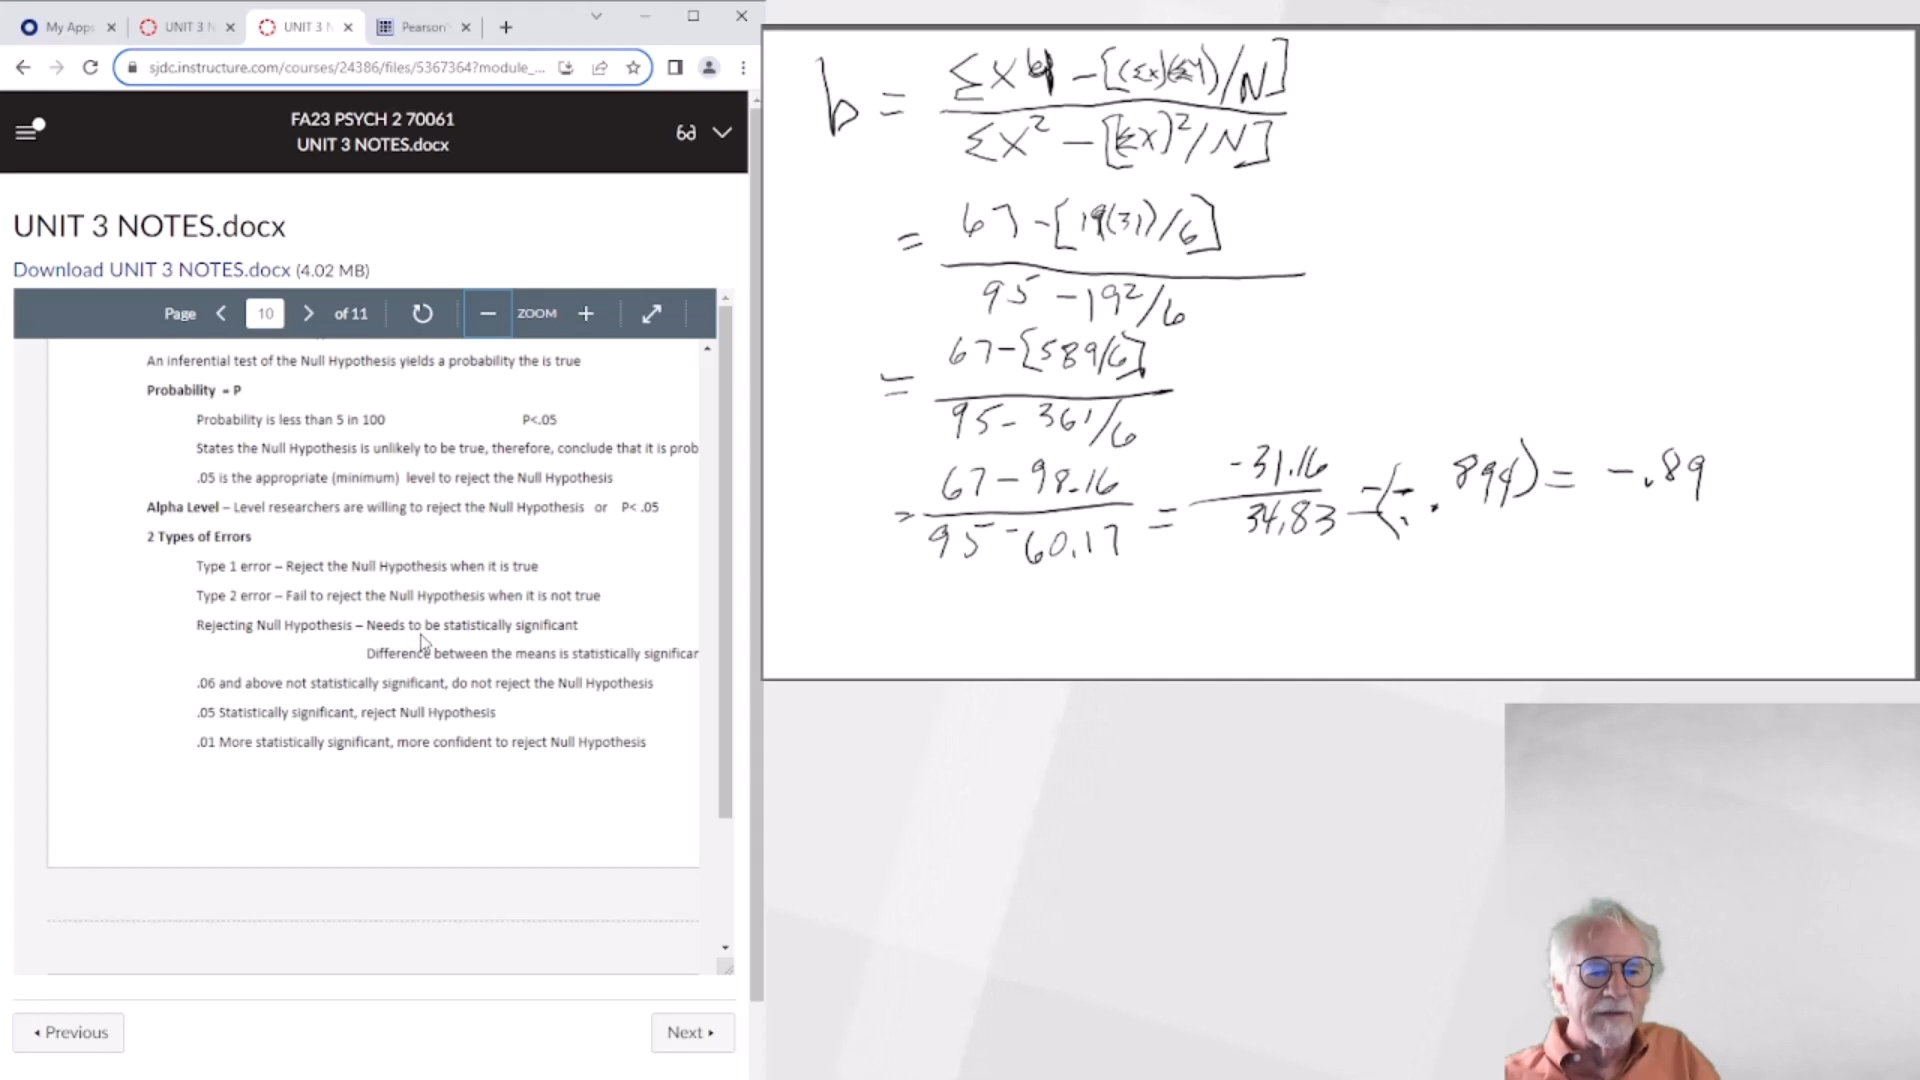 My Apps
UNIT 3 N
UNIT 3 N
Pearson'
sjdc.instructure.com/courses/24386/files/5367364?module_...
FA23 PSYCH 2 70061
UNIT 3 NOTES.docx
UNIT 3 NOTES.docx
Download UNIT 3 NOTES.docx (4.02 MB)
Page 10 of 11 ZOOM
An inferential test of the Null Hypothesis yields a probability the is true
Probability = P
Probability is less than 5 in 100 P<.05
States the Null Hypothesis is unlikely to be true, therefore, conclude that it is prob
.05 is the appropriate (minimum) level to reject the Null Hypothesis
Alpha Level – Level researchers are willing to reject the Null Hypothesis or P< .05
2 Types of Errors
Type 1 error – Reject the Null Hypothesis when it is true
Type 2 error – Fail to reject the Null Hypothesis when it is not true
Rejecting Null Hypothesis – Needs to be statistically significant
Difference between the means is statistically significan
.06 and above not statistically significant, do not reject the Null Hypothesis
.05 Statistically significant, reject Null Hypothesis
.01 More statistically significant, more confident to reject Null Hypothesis
Previous
Next
b = ΣXY - [(Σx)(ΣY)/N]
ΣX² - [(ΣX)²/N]
= 67 - [19(31)/6]
95 - 19²/6
= 67 - [589/6]
95 - 361/6
= 67 - 98.16
95 - 60.17
= -31.16
34.83
.894) = -.89